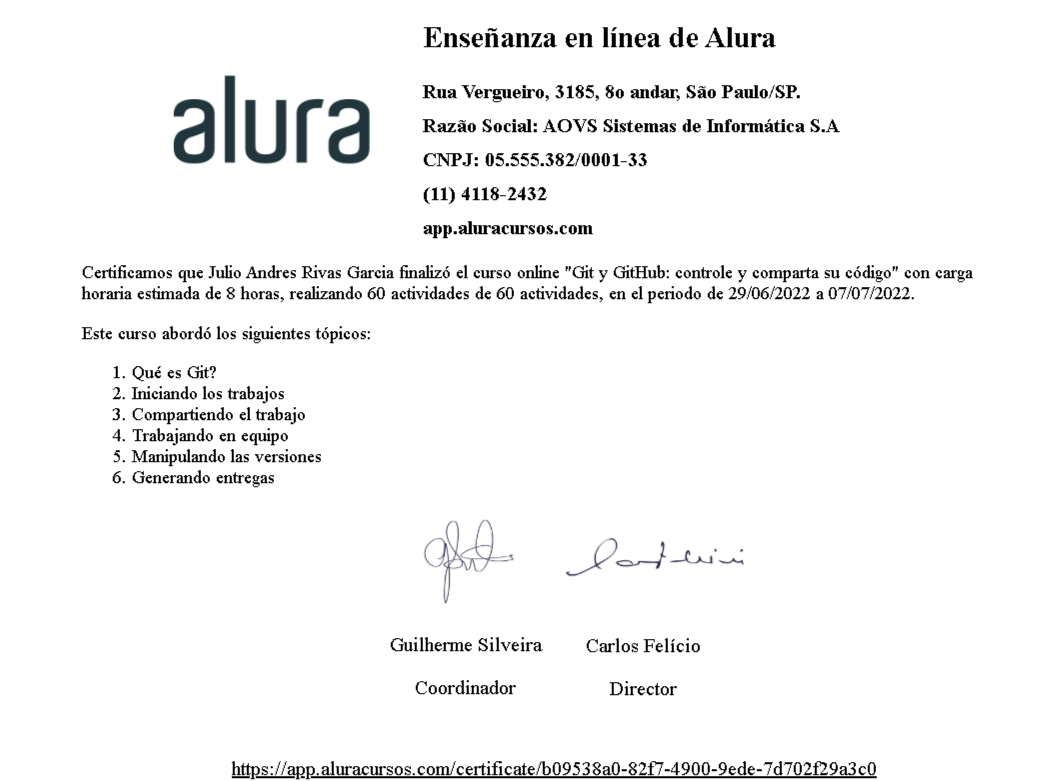 Enseñanza en línea de Alura
alura
Rua Vergueiro, 3185, 8o andar, São Paulo/SP.
Razão Social: AOVS Sistemas de Informática S.A
CNPJ: 05.555.382/0001-33
(11) 4118-2432
app.aluracursos.com
Certificamos que Julio Andres Rivas Garcia finalizó el curso online "Git y GitHub: controle y comparta su código" con carga
horaria estimada de 8 horas, realizando 60 actividades de 60 actividades, en el periodo de 29/06/2022 a 07/07/2022.
Este curso abordó los siguientes tópicos:
1. Qué es Git?
2. Iniciando los trabajos
3. Compartiendo el trabajo
4. Trabajando en equipo
5. Manipulando las versiones
6. Generando entregas
Guilherme Silveira
Coordinador
Carlos Felício
Director
https://app.aluracursos.com/certificate/b09538a0-82f7-4900-9ede-7d702f29a3c0